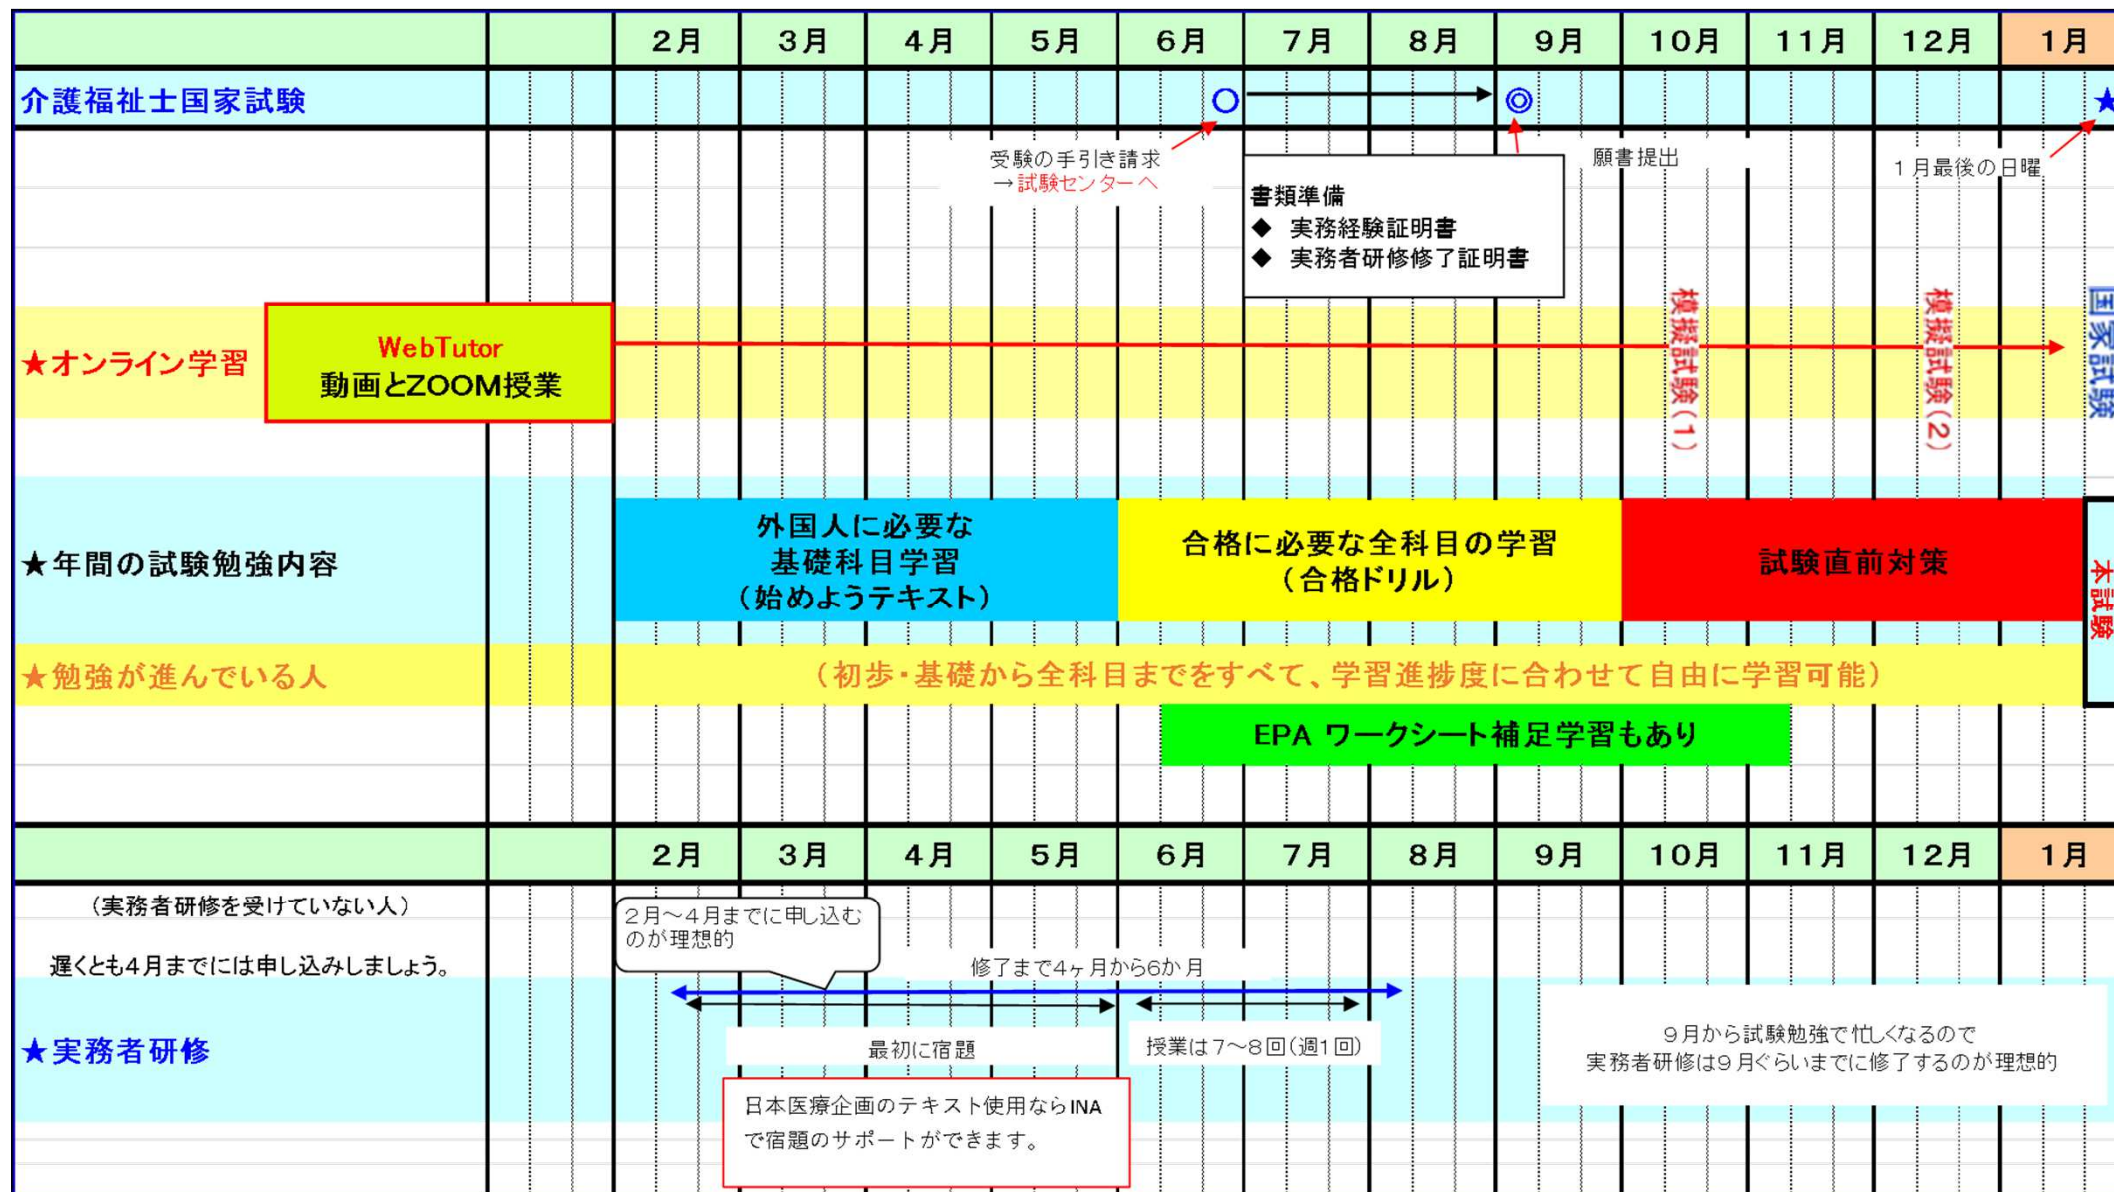 2月 3月 4月 5月 6月 7月 8月 9月 10月 11月 12月 1月
介護福祉士国家試験 ○ ◎ ★
受験の手引き請求
→試験センターへ
書類準備
◆ 実務経験証明書
◆ 実務者研修修了証明書
願書提出
1月最後の日曜
★オンライン学習
WebTutor
動画とZOOM授業
模擬試験(1)
模擬試験(2)
国家試験
★年間の試験勉強内容
外国人に必要な
基礎科目学習
(始めようテキスト)
合格に必要な全科目の学習
(合格ドリル)
試験直前対策
本試験
★勉強が進んでいる人
(初歩・基礎から全科目までをすべて、学習進捗度に合わせて自由に学習可能)
EPA ワークシート補足学習もあり
2月 3月 4月 5月 6月 7月 8月 9月 10月 11月 12月 1月
(実務者研修を受けていない人)
遅くとも4月までには申し込みしましょう。
★実務者研修
2月～4月までに申し込む
のが理想的
修了まで4ヶ月から6か月
最初に宿題
授業は7～8回(週1回)
日本医療企画のテキスト使用ならINA
で宿題のサポートができます。
9月から試験勉強で忙しくなるので
実務者研修は9月ぐらいまでに修了するのが理想的